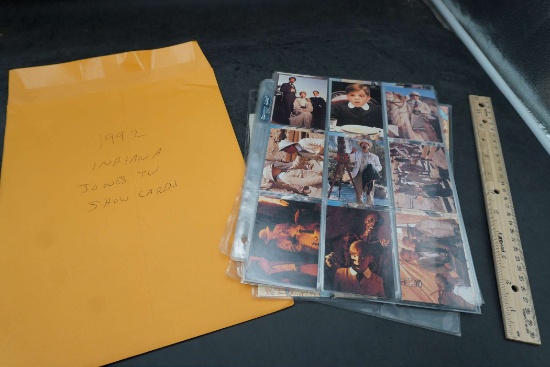 1992
INDIANA
JONES TV
SHOW CARDS